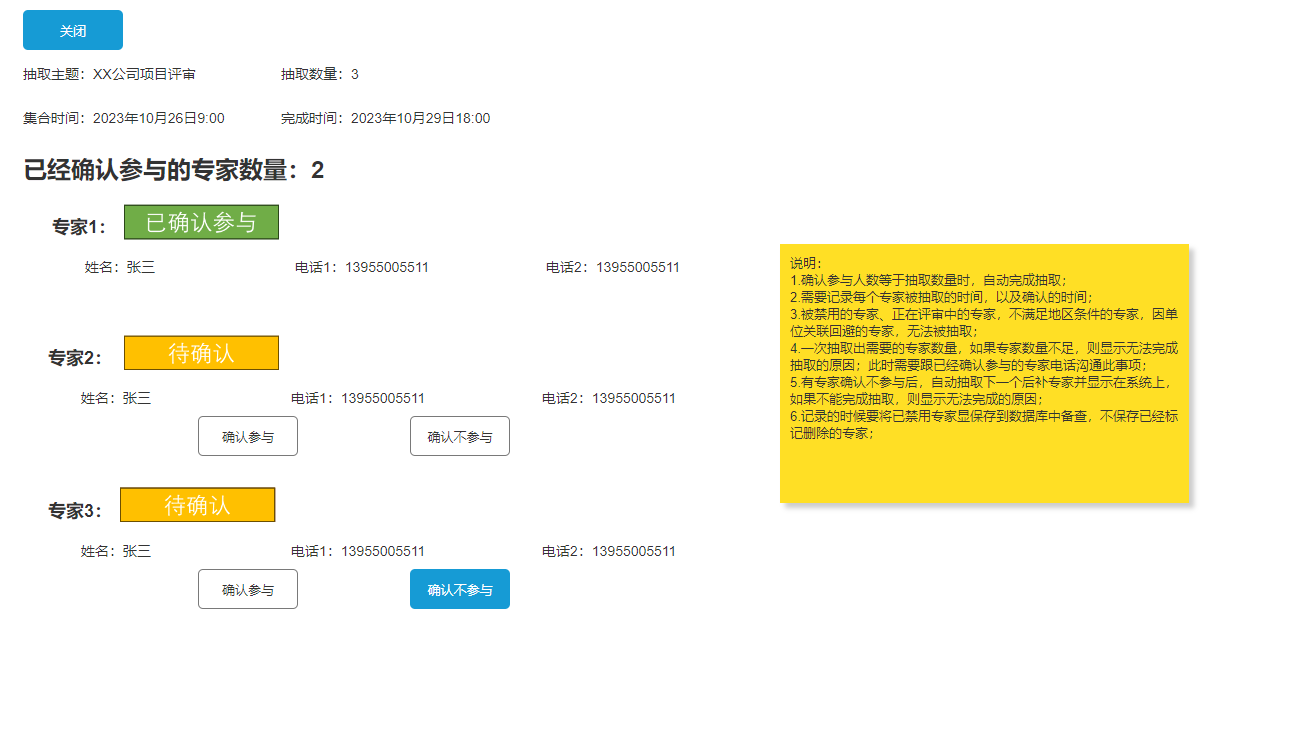 关闭
抽取主题：XX公司项目评审 抽取数量：3
集合时间：2023年10月26日9:00 完成时间：2023年10月29日18:00
已经确认参与的专家数量：2
专家1： 已确认参与
姓名：张三 电话1：13955005511 电话2：13955005511
专家2： 待确认
姓名：张三 电话1：13955005511 电话2：13955005511
确认参与 确认不参与
专家3： 待确认
姓名：张三 电话1：13955005511 电话2：13955005511
确认参与 确认不参与
说明：
1.确认参与人数等于抽取数量时，自动完成抽取；
2.需要记录每个专家被抽取的时间，以及确认的时间；
3.被禁用的专家、正在评审中的专家，不满足地区条件的专家，因单
位关联回避的专家，无法被抽取；
4.一次抽取出需要的专家数量，如果专家数量不足，则显示无法完成
抽取的原因；此时需要跟已经确认参与的专家电话沟通此事项；
5.有专家确认不参与后，自动抽取下一个后补专家并显示在系统上，
如果不能完成抽取，则显示无法完成的原因；
6.记录的时候要将已禁用专家显保存到数据库中备查，不保存已经标
记删除的专家；